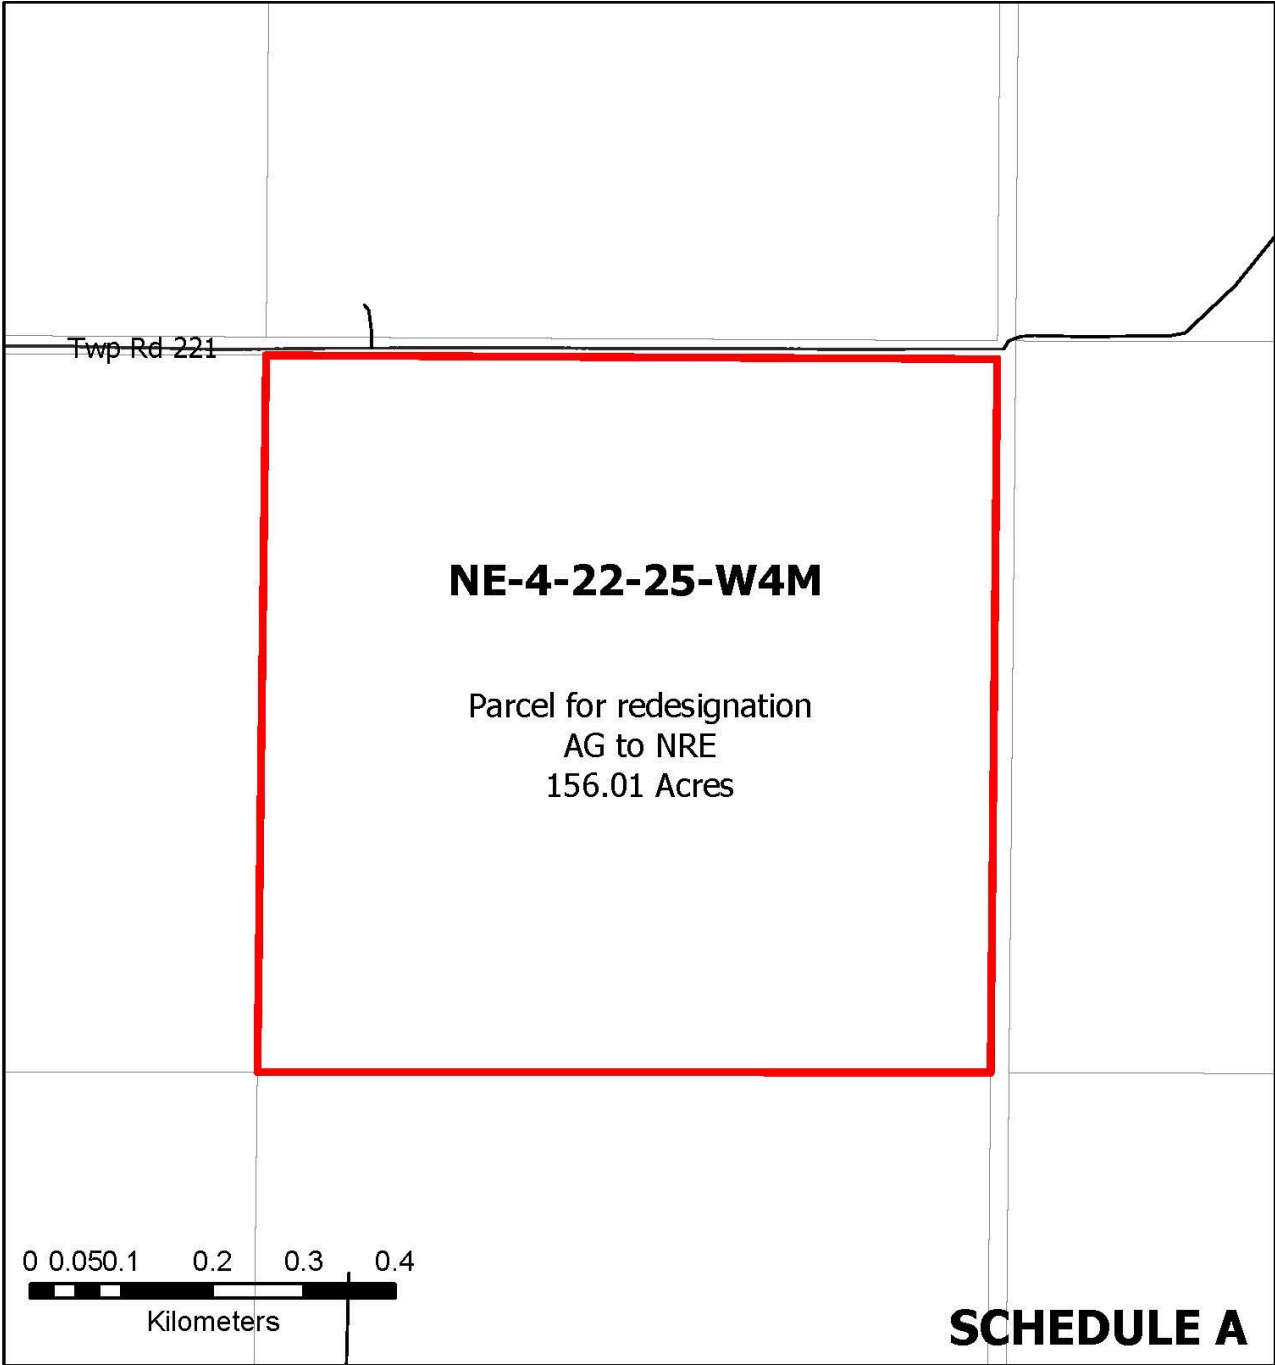 Twp Rd 221
NE-4-22-25-W4M
Parcel for redesignation
AG to NRE
156.01 Acres
0 0.050.1 0.2 0.3 0.4
Kilometers
SCHEDULE A